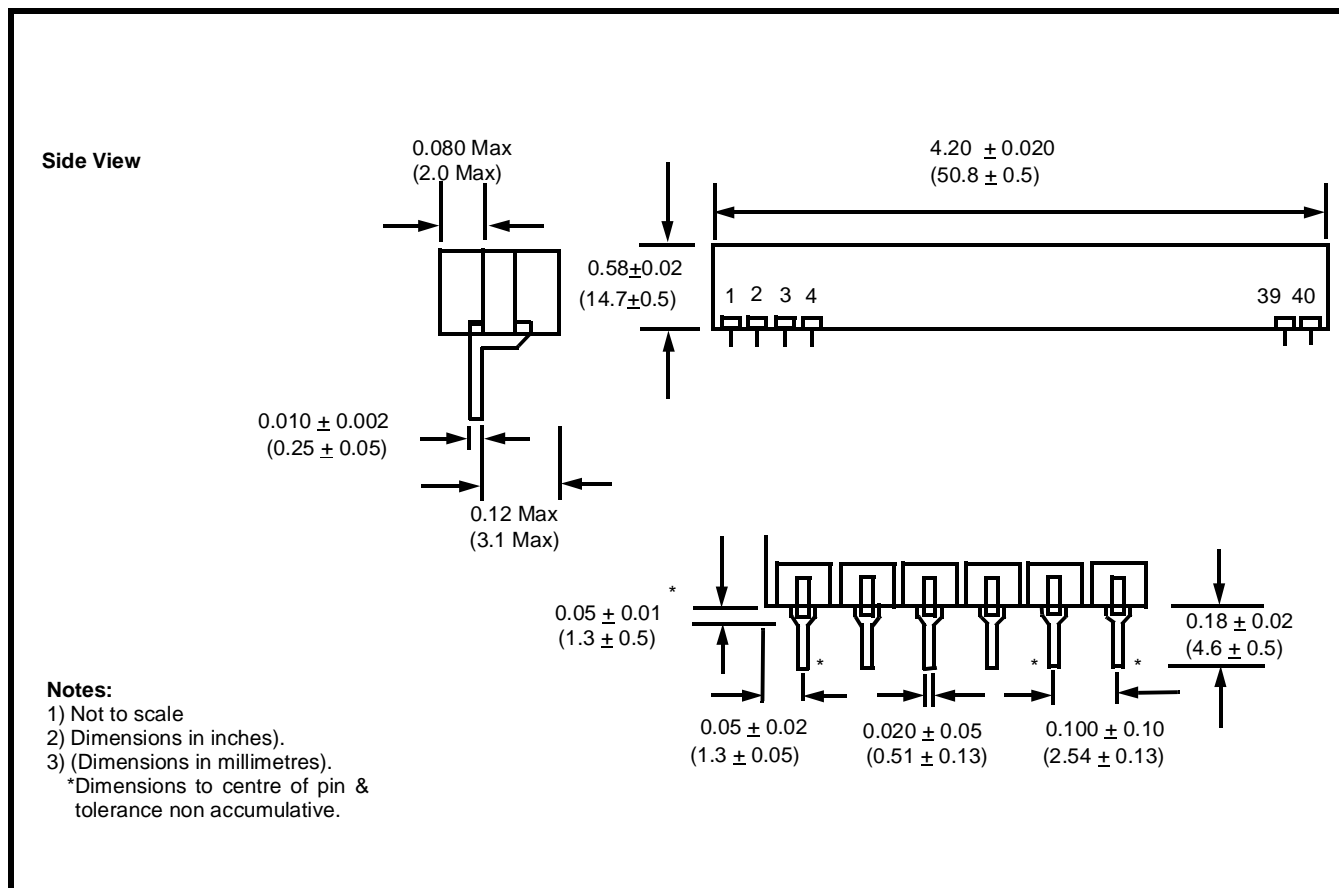 Side View
0.080 Max
(2.0 Max)
4.20 ± 0.020
(50.8 ± 0.5)
0.58±0.02
(14.7±0.5)
1 2 3 4
39 40
0.010 ± 0.002
(0.25 ± 0.05)
0.12 Max
(3.1 Max)
*
0.05 ± 0.01
(1.3 ± 0.5)
0.18 ± 0.02
(4.6 ± 0.5)
* * *
0.05 ± 0.02
(1.3 ± 0.05)
0.020 ± 0.05
(0.51 ± 0.13)
0.100 ± 0.10
(2.54 ± 0.13)
Notes:
1) Not to scale
2) Dimensions in inches).
3) (Dimensions in millimetres).
*Dimensions to centre of pin &
tolerance non accumulative.